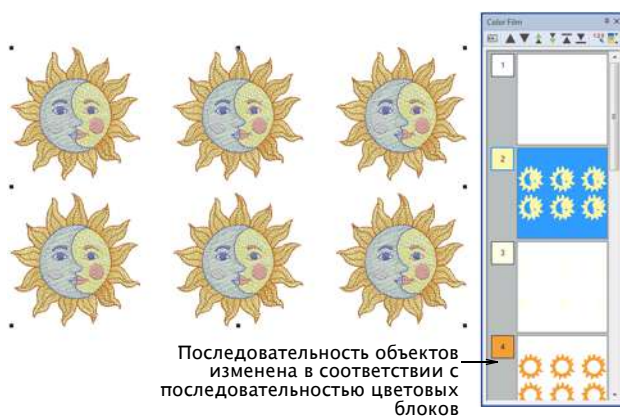 Color Film
1
2
3
4
Последовательность объектов
изменена в соответствии с
последовательностью цветовых
блоков